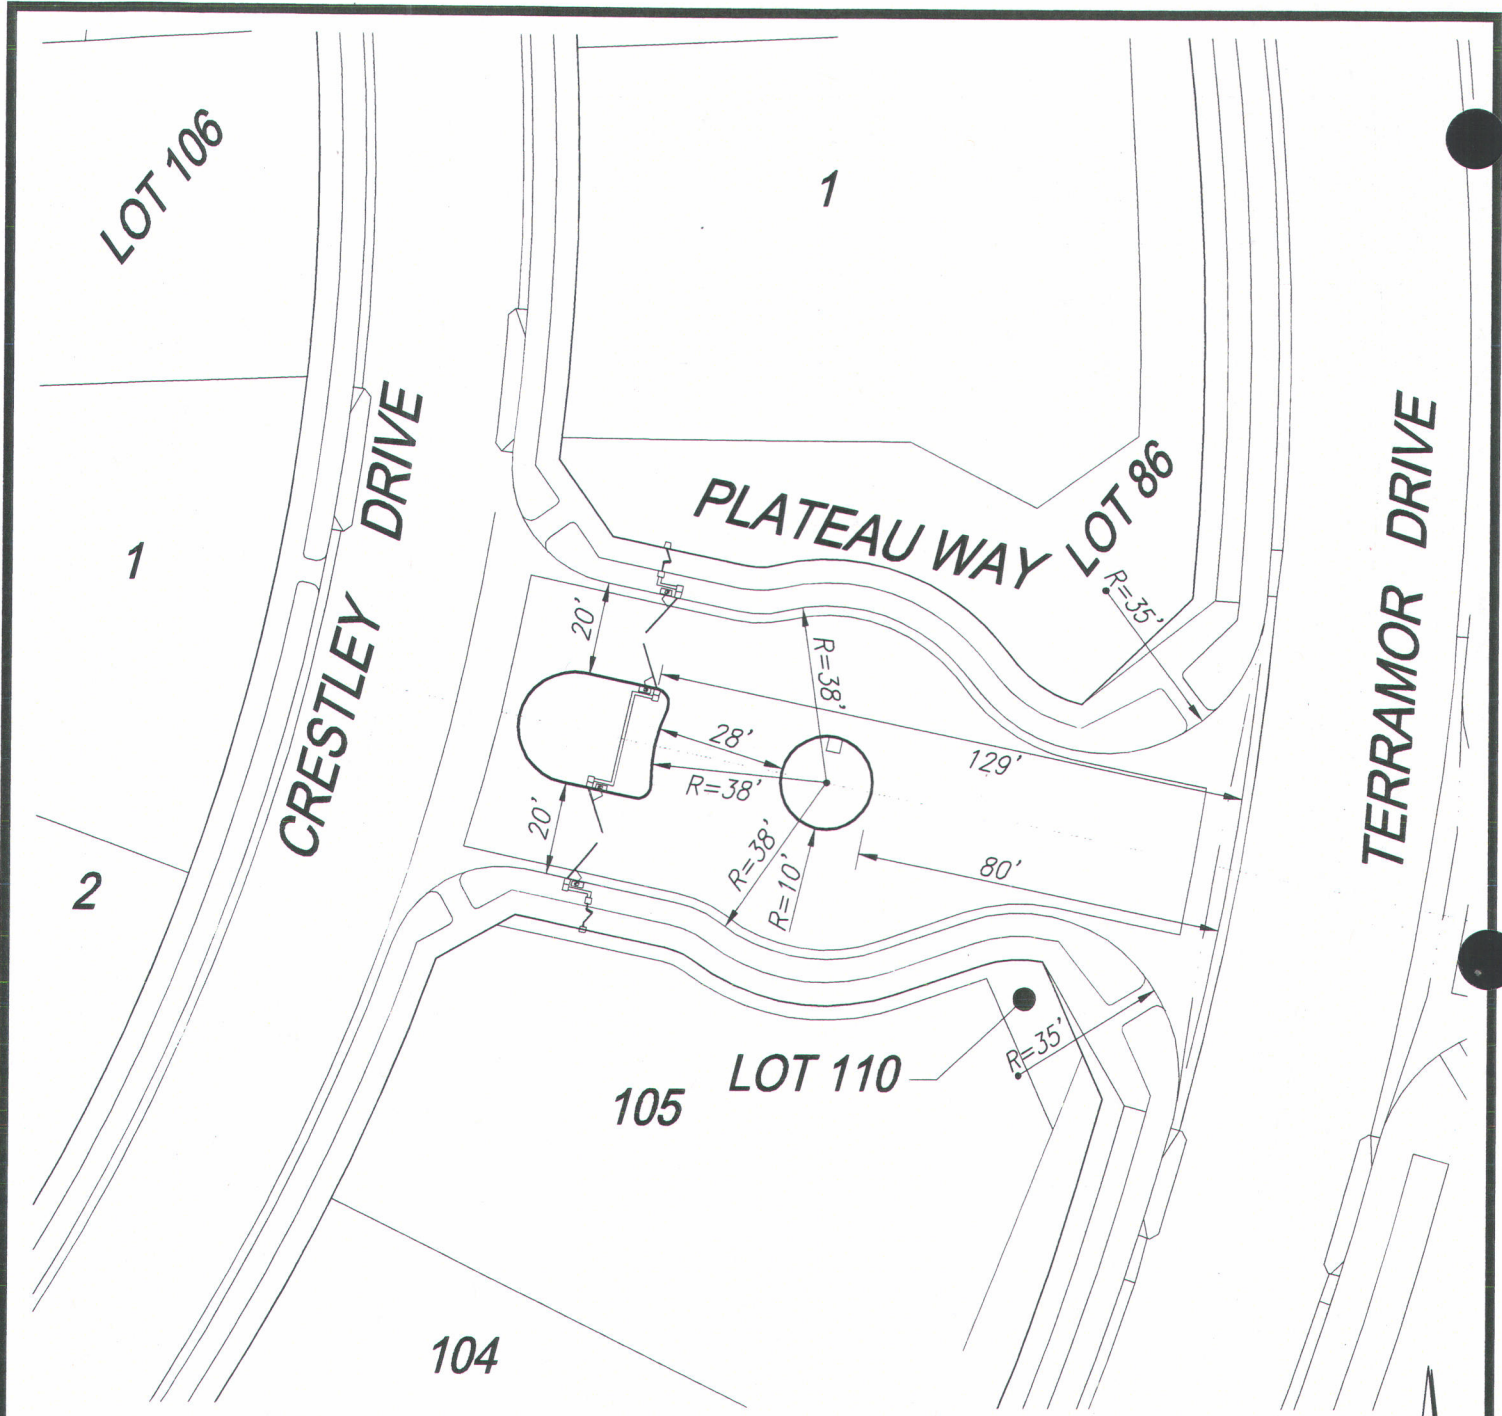 LOT 106
1
CRESTLEY DRIVE
PLATEAU WAY
LOT 86
R=35'
TERRAMOR DRIVE
1
20'
R=38'
28'
129'
R=38'
20'
R=38'
R=10'
80'
2
LOT 110
R=35'
105
104